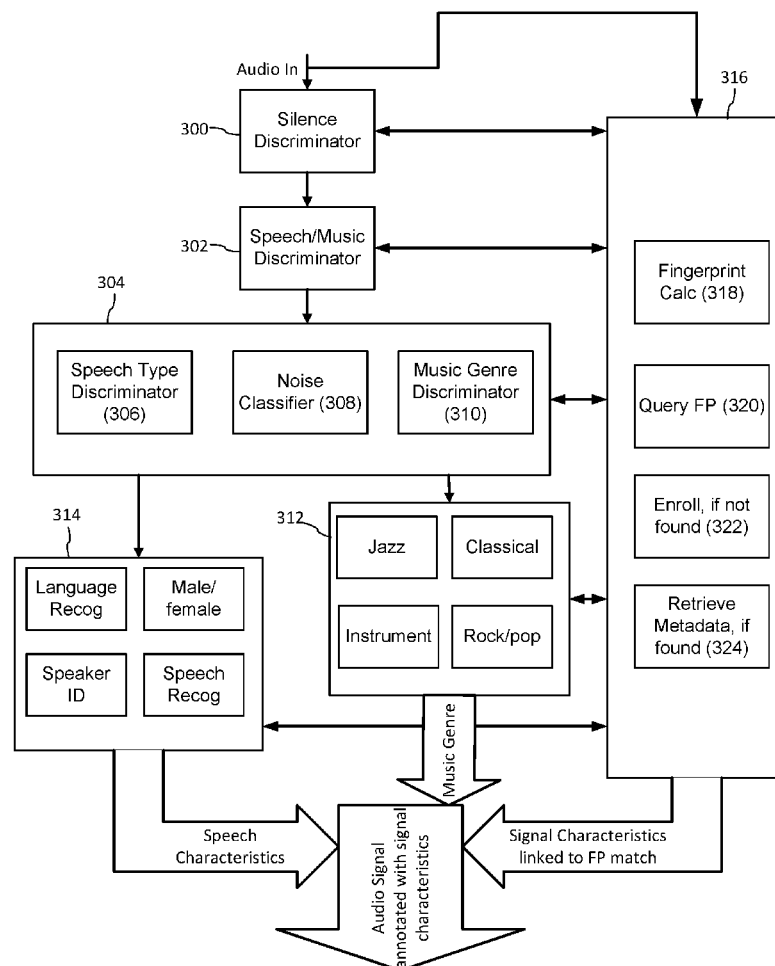 Audio In
316
300
Silence
Discriminator
302
Speech/Music
Discriminator
304
Speech Type
Discriminator
(306)
Noise
Classifier (308)
Music Genre
Discriminator
(310)
Fingerprint
Calc (318)
Query FP (320)
Enroll, if not
found (322)
Retrieve
Metadata, if
found (324)
314
Language
Recog
Male/
female
Speaker
ID
Speech
Recog
312
Jazz
Classical
Instrument
Rock/pop
Music Genre
Speech
Characteristics
Signal Characteristics
linked to FP match
Audio Signal
annotated with signal
characteristics